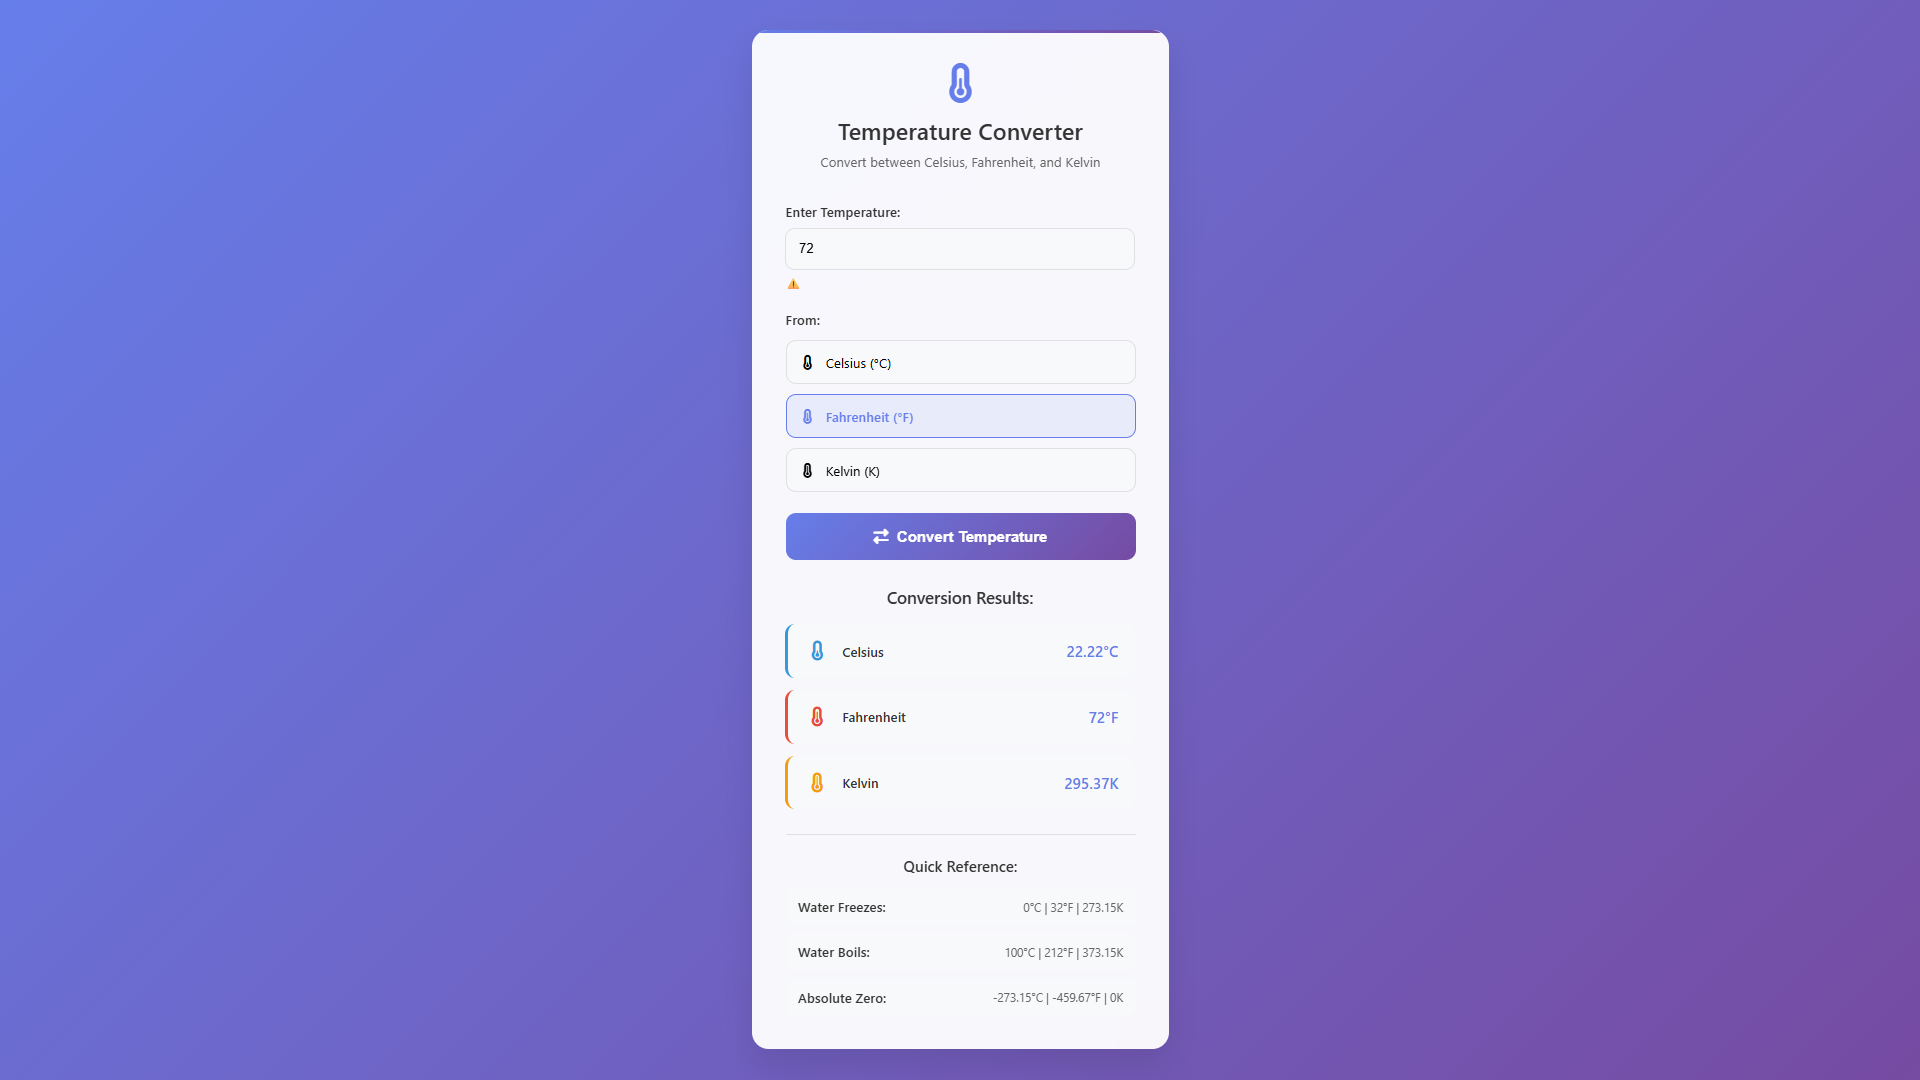 Temperature Converter
Convert between Celsius, Fahrenheit, and Kelvin
Enter Temperature:
72
From:
Celsius (°C)
Fahrenheit (°F)
Kelvin (K)
Convert Temperature
Conversion Results:
Celsius 22.22°C
Fahrenheit 72°F
Kelvin 295.37K
Quick Reference:
Water Freezes: 0°C | 32°F | 273.15K
Water Boils: 100°C | 212°F | 373.15K
Absolute Zero: -273.15°C | -459.67°F | 0K